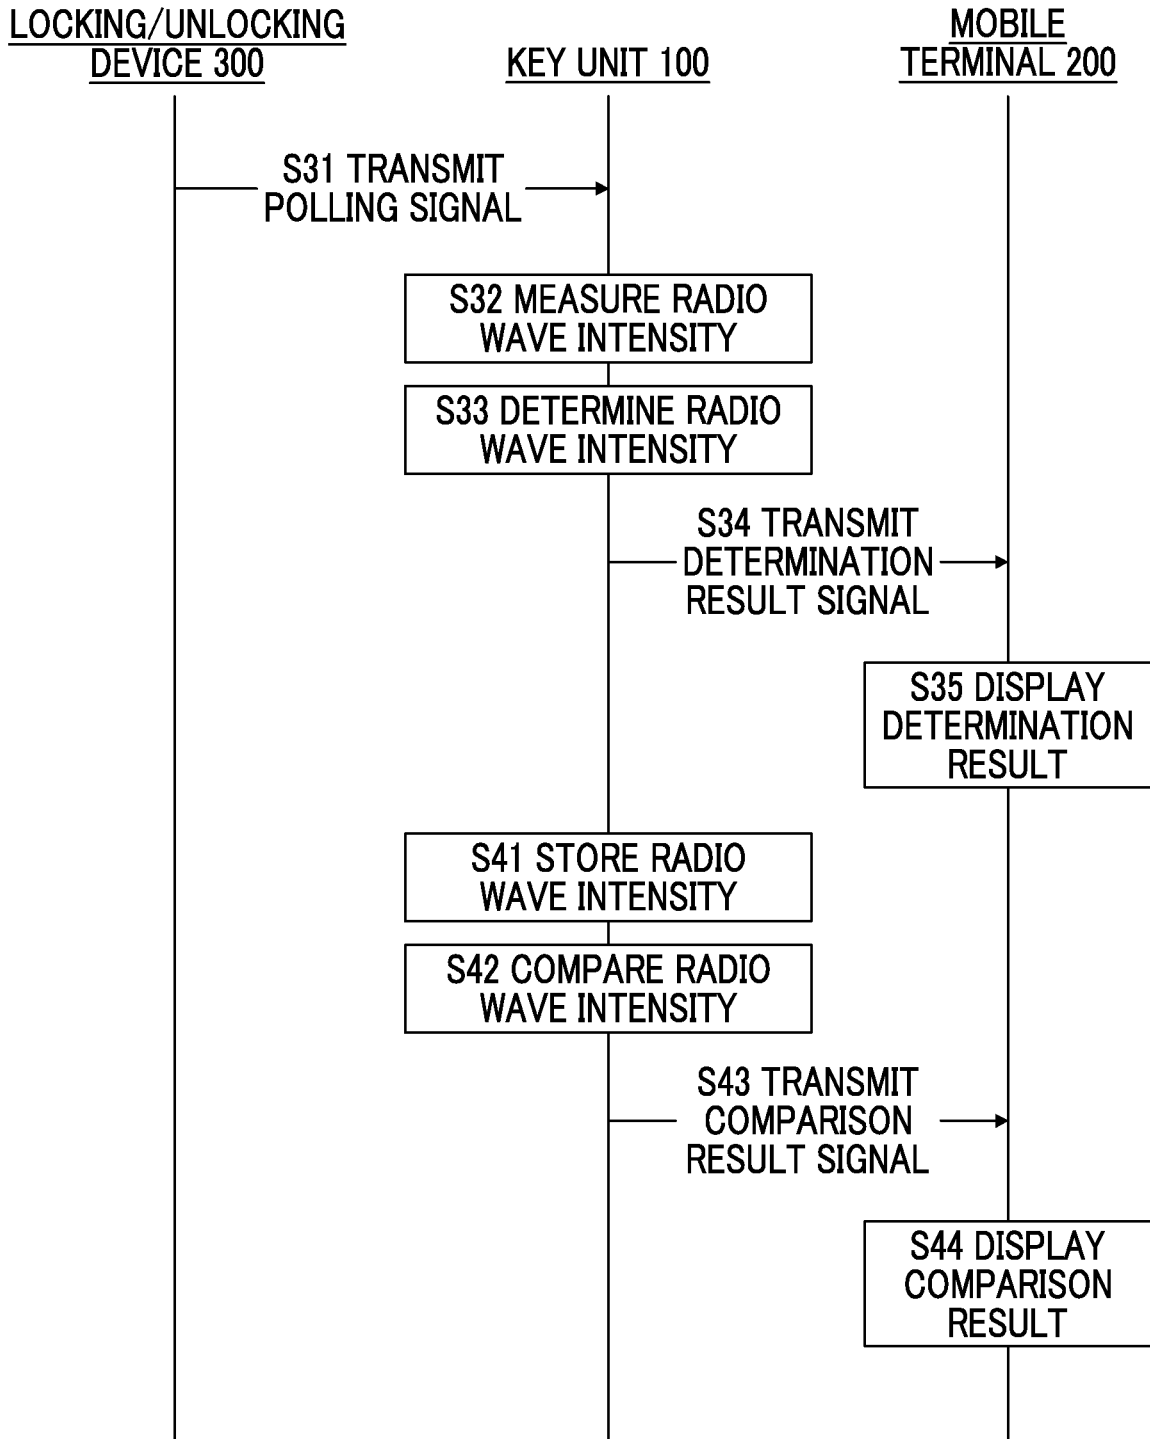 LOCKING/UNLOCKING
DEVICE 300
KEY UNIT 100
MOBILE
TERMINAL 200
S31 TRANSMIT
POLLING SIGNAL
S32 MEASURE RADIO
WAVE INTENSITY
S33 DETERMINE RADIO
WAVE INTENSITY
S34 TRANSMIT
DETERMINATION
RESULT SIGNAL
S35 DISPLAY
DETERMINATION
RESULT
S41 STORE RADIO
WAVE INTENSITY
S42 COMPARE RADIO
WAVE INTENSITY
S43 TRANSMIT
COMPARISON
RESULT SIGNAL
S44 DISPLAY
COMPARISON
RESULT